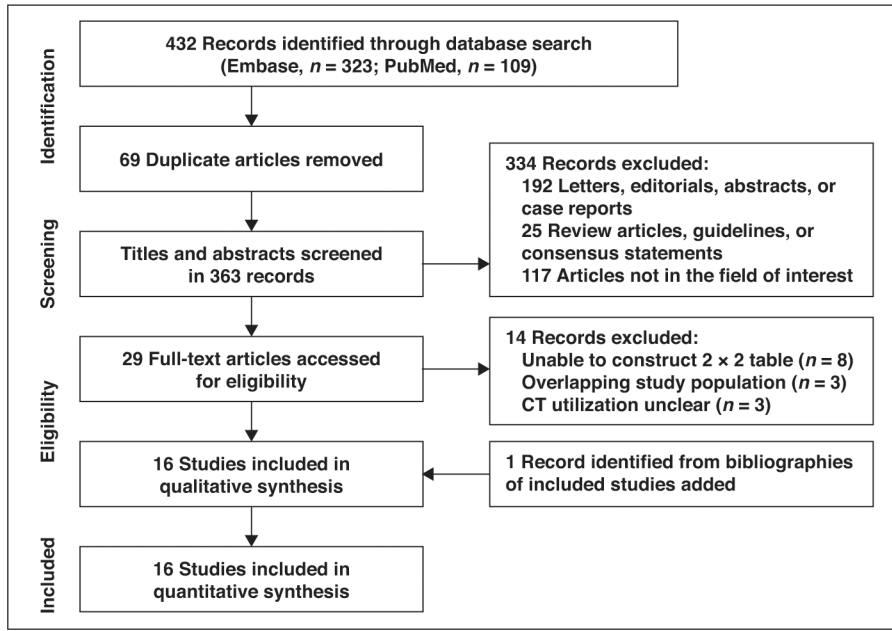 Identification
432 Records identified through database search
(Embase, n = 323; PubMed, n = 109)
69 Duplicate articles removed
Screening
Titles and abstracts screened
in 363 records
334 Records excluded:
192 Letters, editorials, abstracts, or
case reports
25 Review articles, guidelines, or
consensus statements
117 Articles not in the field of interest
Eligibility
29 Full-text articles accessed
for eligibility
14 Records excluded:
Unable to construct 2 × 2 table (n = 8)
Overlapping study population (n = 3)
CT utilization unclear (n = 3)
16 Studies included in
qualitative synthesis
1 Record identified from bibliographies
of included studies added
Included
16 Studies included in
quantitative synthesis